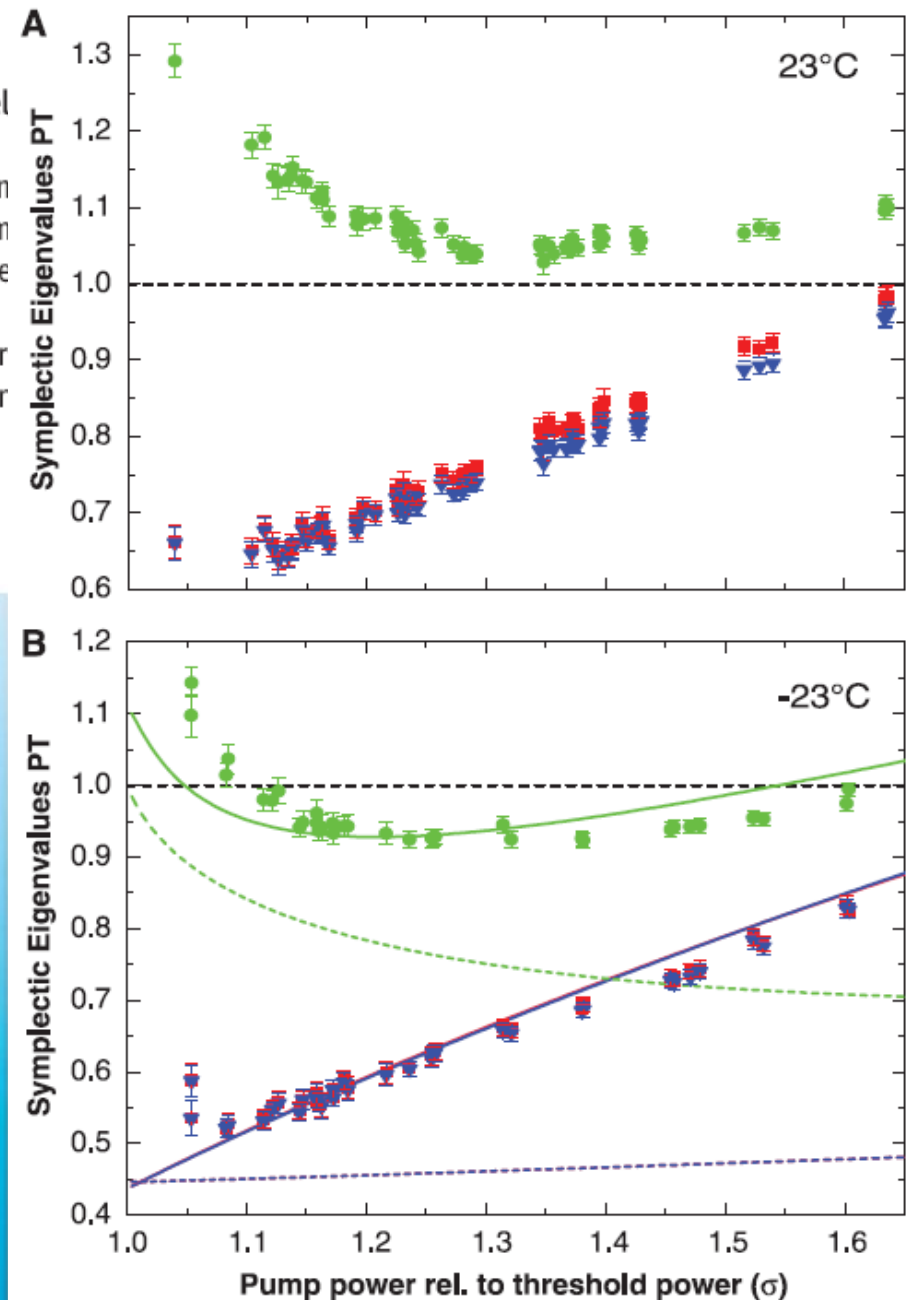 A
23°C
1.3
1.2
1.1
1.0
0.9
0.8
0.7
0.6
Symplectic Eigenvalues PT
B
-23°C
1.2
1.1
1.0
0.9
0.8
0.7
0.6
0.5
0.4
Symplectic Eigenvalues PT
1.0 1.1 1.2 1.3 1.4 1.5 1.6
Pump power rel. to threshold power (σ)